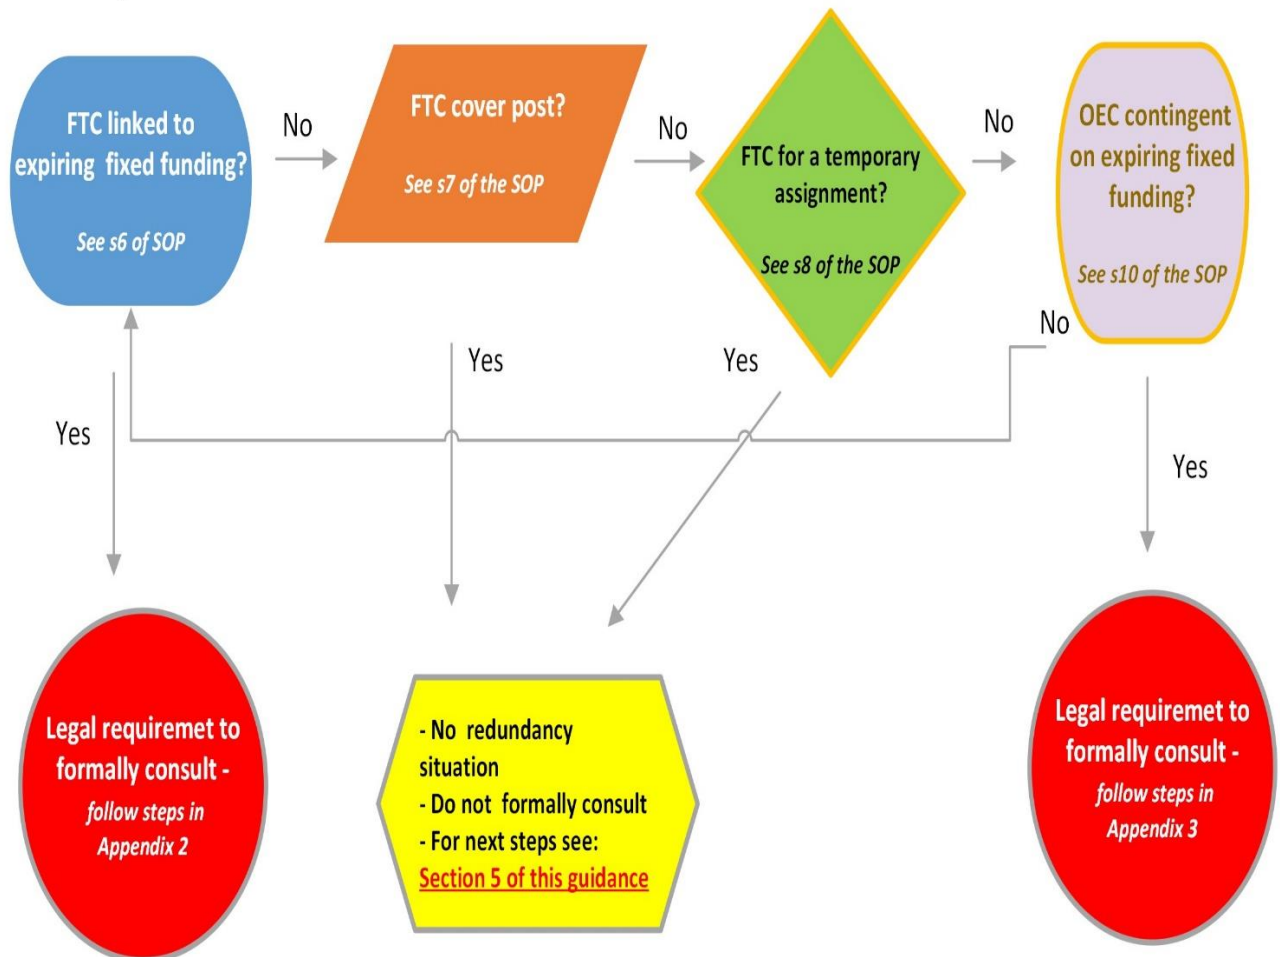 FTC linked to
expiring fixed funding?
See s6 of SOP
No
FTC cover post?
See s7 of the SOP
No
FTC for a temporary
assignment?
See s8 of the SOP
No
OEC contingent
on expiring fixed
funding?
See s10 of the SOP
No
Yes
Yes
Yes
Yes
Legal requiremet to
formally consult -
follow steps in
Appendix 2
- No redundancy
situation
- Do not formally consult
- For next steps see:
Section 5 of this guidance
Legal requiremet to
formally consult -
follow steps in
Appendix 3